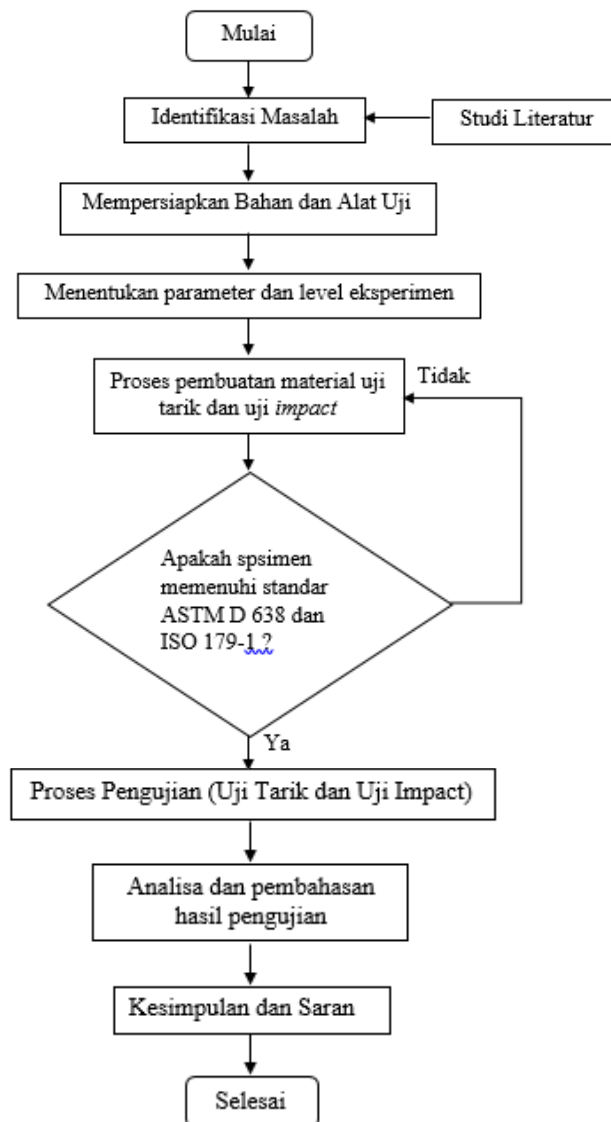 Mulai
Identifikasi Masalah
Studi Literatur
Mempersiapkan Bahan dan Alat Uji
Menentukan parameter dan level eksperimen
Proses pembuatan material uji
tarik dan uji impact
Tidak
Apakah spsimen
memenuhi standar
ASTM D 638 dan
ISO 179-1 ?
Ya
Proses Pengujian (Uji Tarik dan Uji Impact)
Analisa dan pembahasan
hasil pengujian
Kesimpulan dan Saran
Selesai